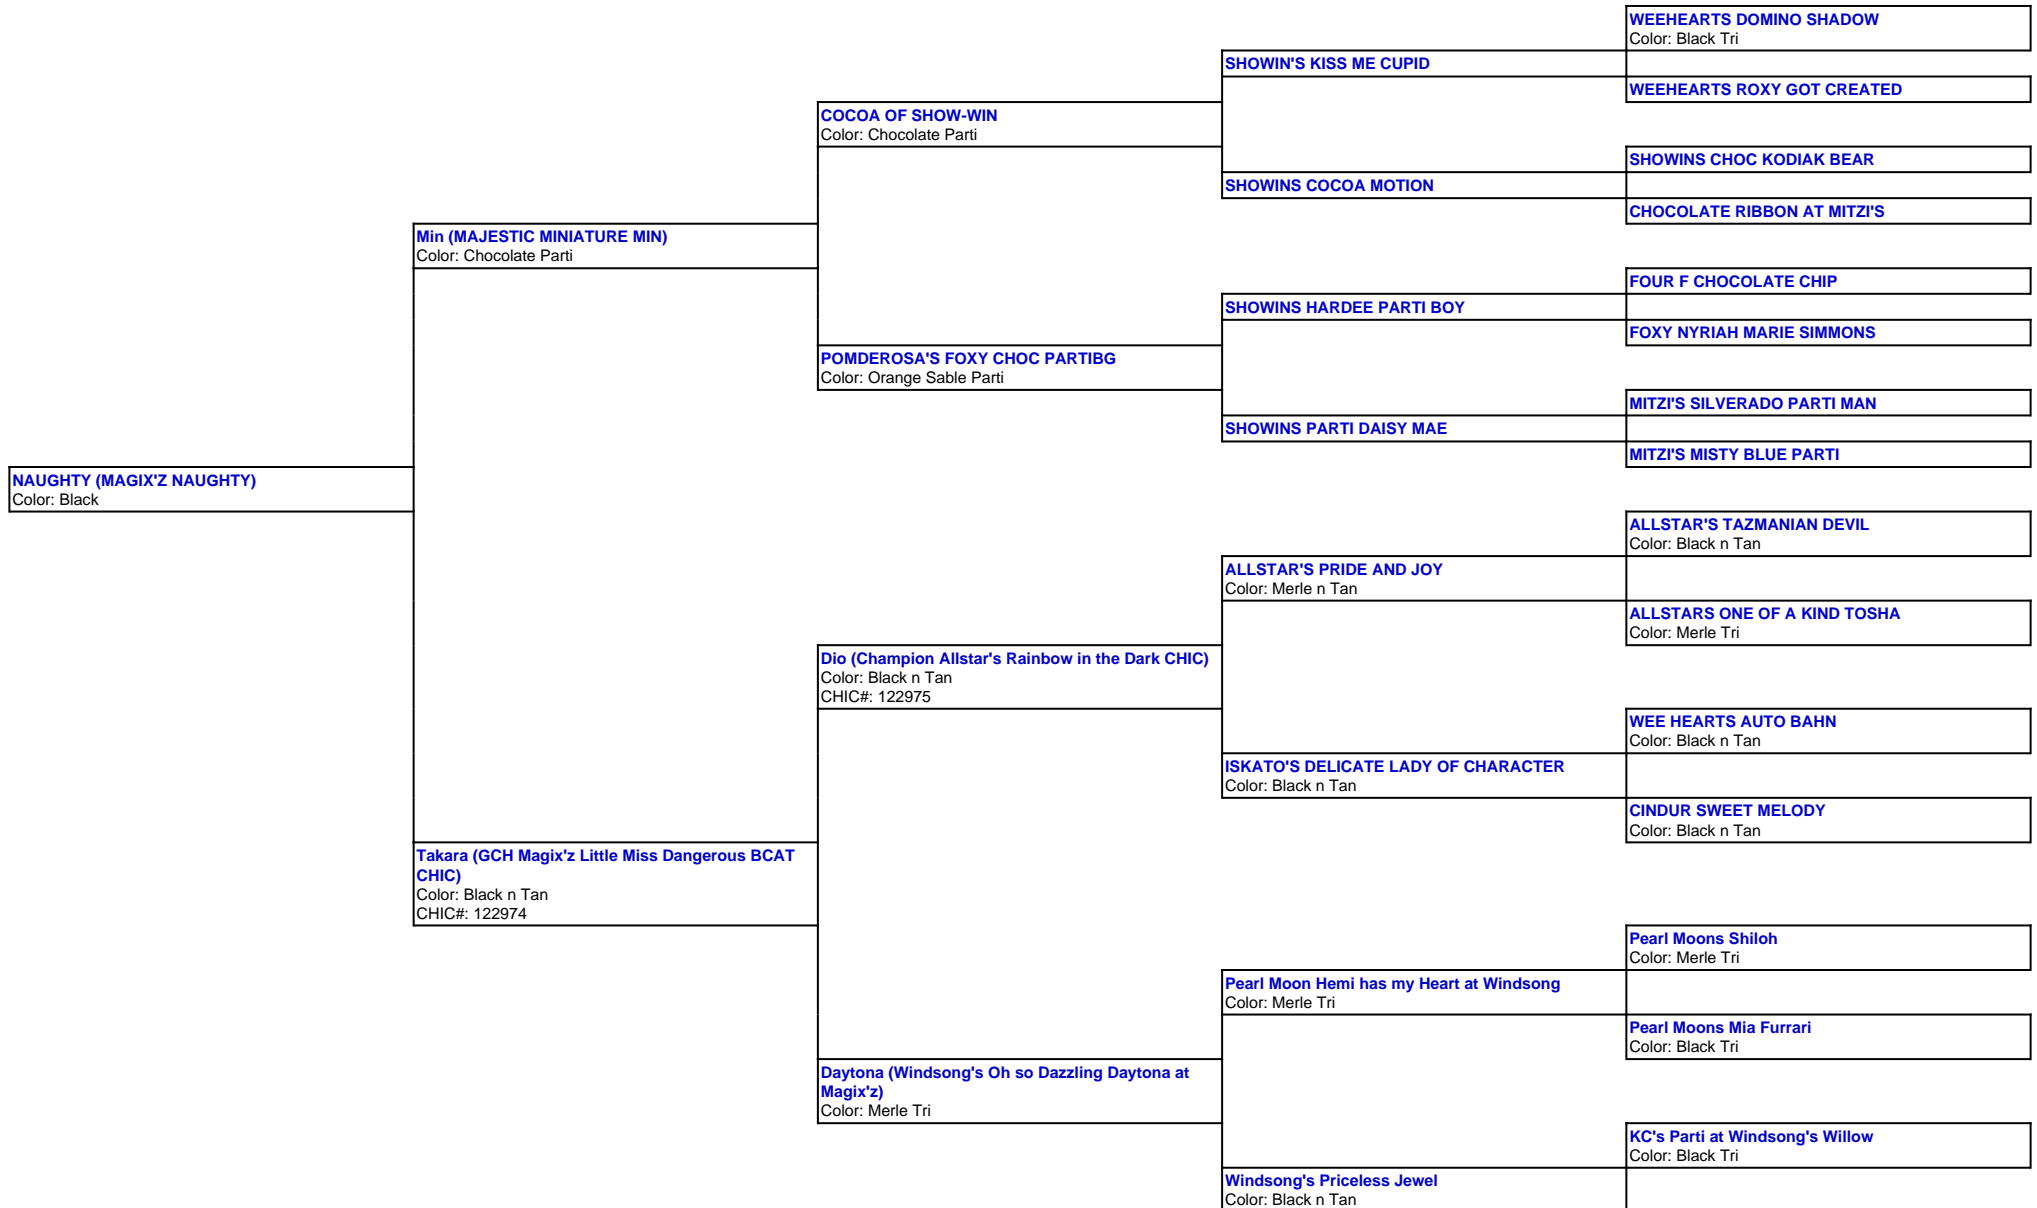 WEEHEARTS DOMINO SHADOW
Color: Black Tri
SHOWIN'S KISS ME CUPID
WEEHEARTS ROXY GOT CREATED
COCOA OF SHOW-WIN
Color: Chocolate Parti
SHOWINS CHOC KODIAK BEAR
SHOWINS COCOA MOTION
CHOCOLATE RIBBON AT MITZI'S
Min (MAJESTIC MINIATURE MIN)
Color: Chocolate Parti
FOUR F CHOCOLATE CHIP
SHOWINS HARDEE PARTI BOY
FOXY NYRIAH MARIE SIMMONS
POMDEROSA'S FOXY CHOC PARTIBG
Color: Orange Sable Parti
MITZI'S SILVERADO PARTI MAN
SHOWINS PARTI DAISY MAE
MITZI'S MISTY BLUE PARTI
NAUGHTY (MAGIX'Z NAUGHTY)
Color: Black
ALLSTAR'S TAZMANIAN DEVIL
Color: Black n Tan
ALLSTAR'S PRIDE AND JOY
Color: Merle n Tan
ALLSTARS ONE OF A KIND TOSHA
Color: Merle Tri
Dio (Champion Allstar's Rainbow in the Dark CHIC)
Color: Black n Tan
CHIC#: 122975
WEE HEARTS AUTO BAHN
Color: Black n Tan
ISKATO'S DELICATE LADY OF CHARACTER
Color: Black n Tan
CINDUR SWEET MELODY
Color: Black n Tan
Takara (GCH Magix'z Little Miss Dangerous BCAT
CHIC)
Color: Black n Tan
CHIC#: 122974
Pearl Moons Shiloh
Color: Merle Tri
Pearl Moon Hemi has my Heart at Windsong
Color: Merle Tri
Pearl Moons Mia Furrari
Color: Black Tri
Daytona (Windsong's Oh so Dazzling Daytona at
Magix'z)
Color: Merle Tri
KC's Parti at Windsong's Willow
Color: Black Tri
Windsong's Priceless Jewel
Color: Black n Tan